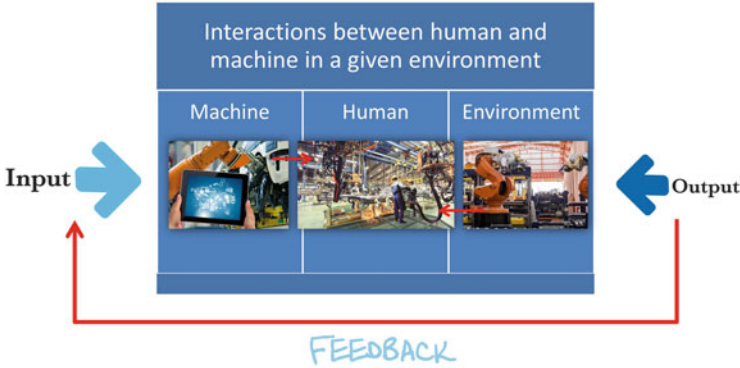 Interactions between human and
machine in a given environment
Machine
Human
Environment
Input
Output
FEEDBACK